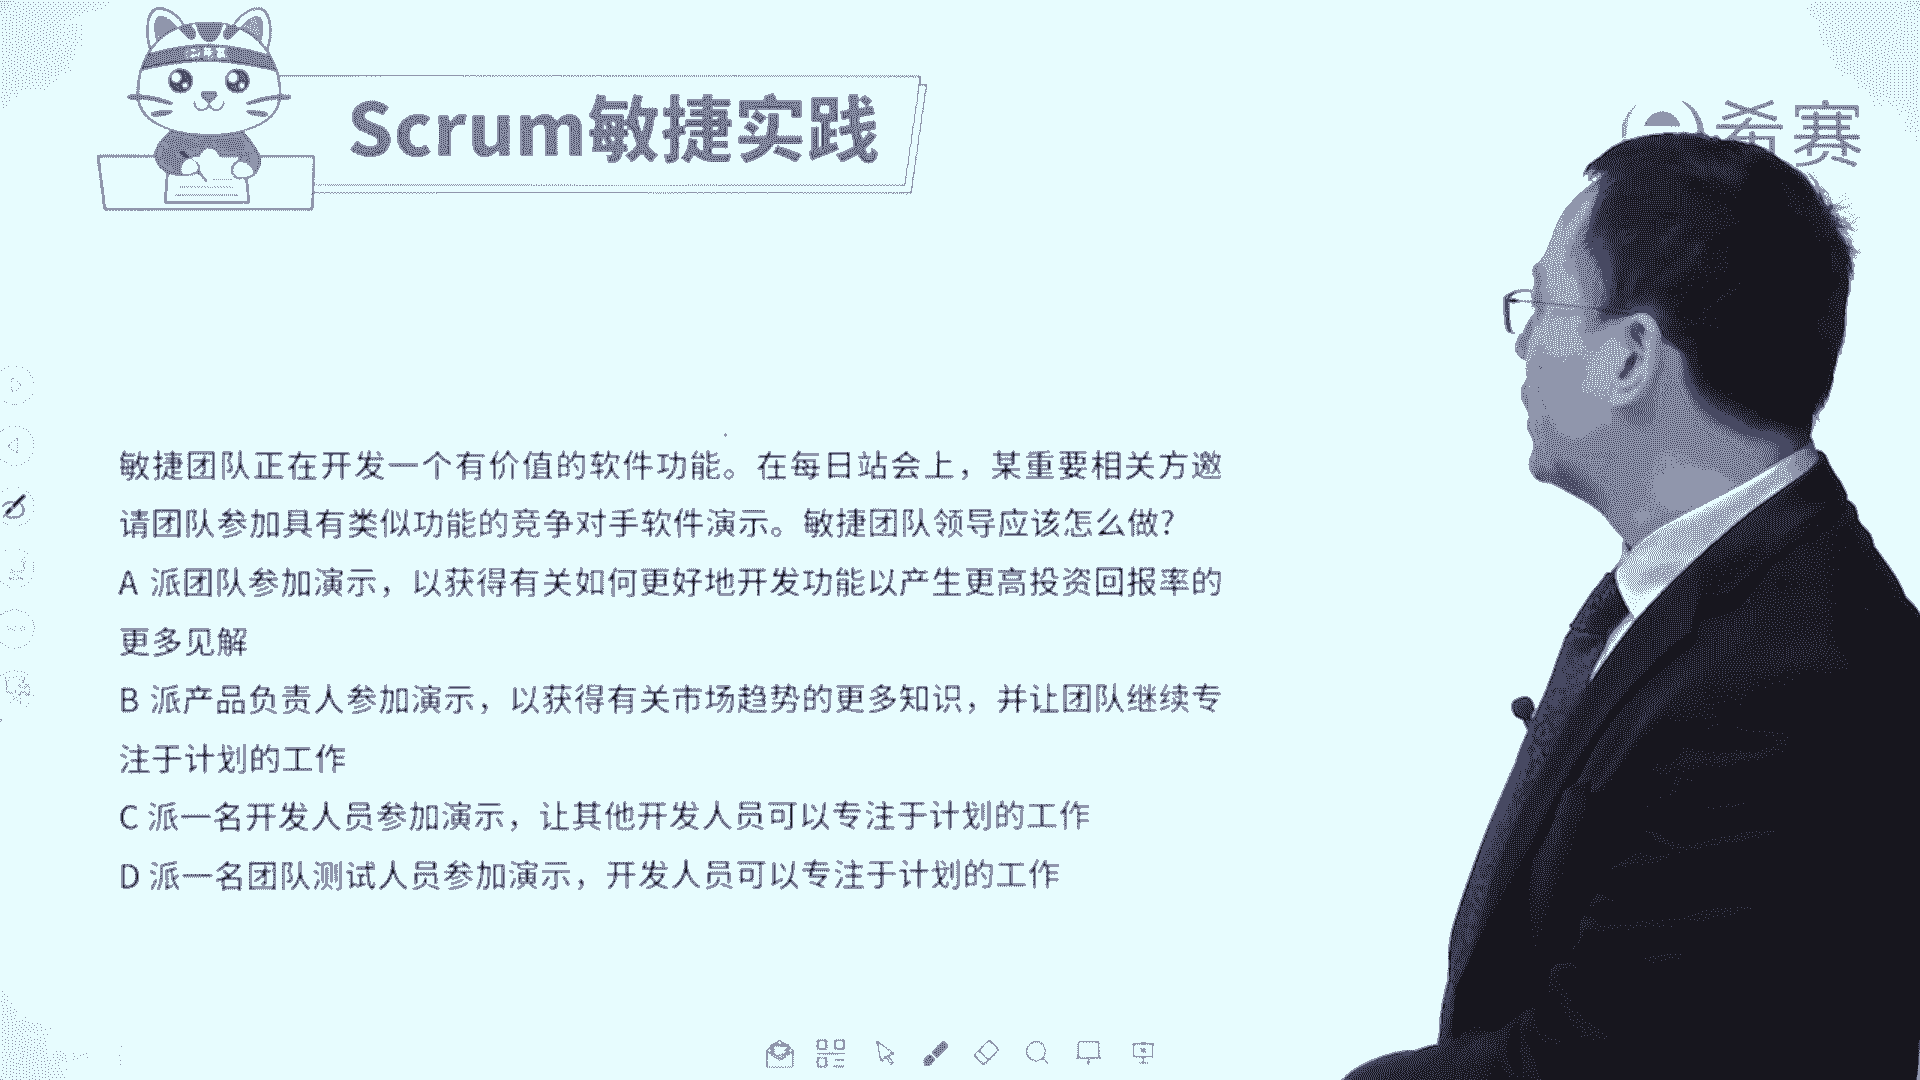 Scrum敏捷实践
希赛
敏捷团队正在开发一个有价值的软件功能。在每日站会上，某重要相关方邀
请团队参加具有类似功能的竞争对手软件演示。敏捷团队领导应该怎么做?
A 派团队参加演示，以获得有关如何更好地开发功能以产生更高投资回报率的
更多见解
B 派产品负责人参加演示，以获得有关市场趋势的更多知识，并让团队继续专
注于计划的工作
C 派一名开发人员参加演示，让其他开发人员可以专注于计划的工作
D 派一名团队测试人员参加演示，开发人员可以专注于计划的工作